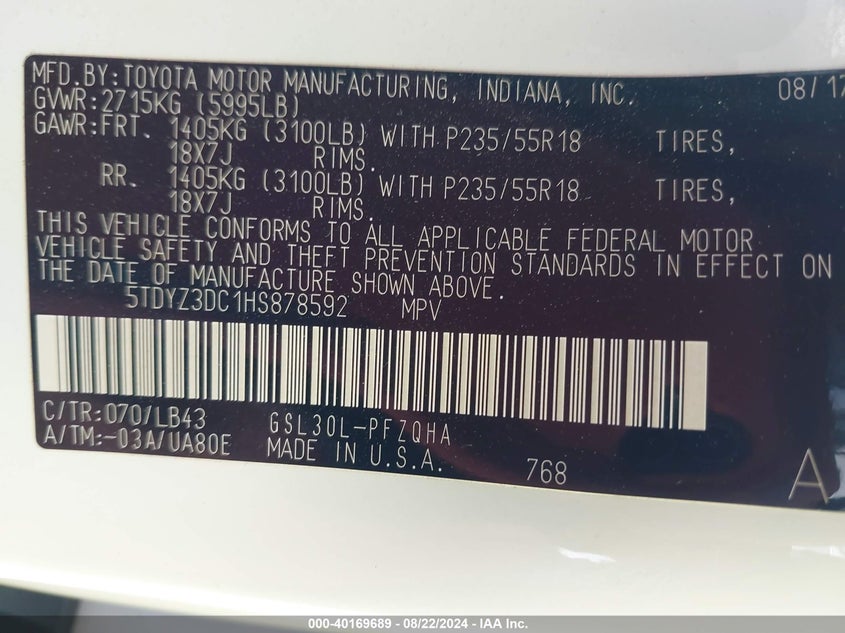 MFD.BY:TOYOTA MOTOR MANUFACTURING, INDIANA, INC. 08/17
GVWR:2715KG (5995LB)
GAWR:FRT. 1405KG (3100LB) WITH P235/55R18 TIRES,
18X7J RIMS.
RR. 1405KG (3100LB) WITH P235/55R18 TIRES,
18X7J RIMS.
THIS VEHICLE CONFORMS TO ALL APPLICABLE FEDERAL MOTOR
VEHICLE SAFETY AND THEFT PREVENTION STANDARDS IN EFFECT ON
THE DATE OF MANUFACTURE SHOWN ABOVE.
5TDYZ3DC1HS878592 MPV
C/TR:070/LB43 GSL30L-PFZQHA
A/TM:-03A/UA80E MADE IN U.S.A. 768 A
000-40169689 - 08/22/2024 - IAA Inc.